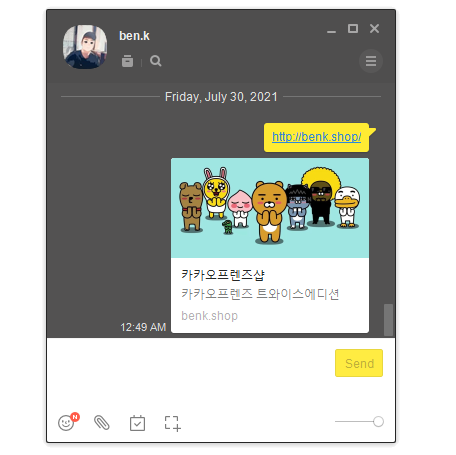 ben.k
Friday, July 30, 2021
http://benk.shop/
카카오프렌즈샵
카카오프렌즈 트와이스에디션
benk.shop
12:49 AM
Send
N